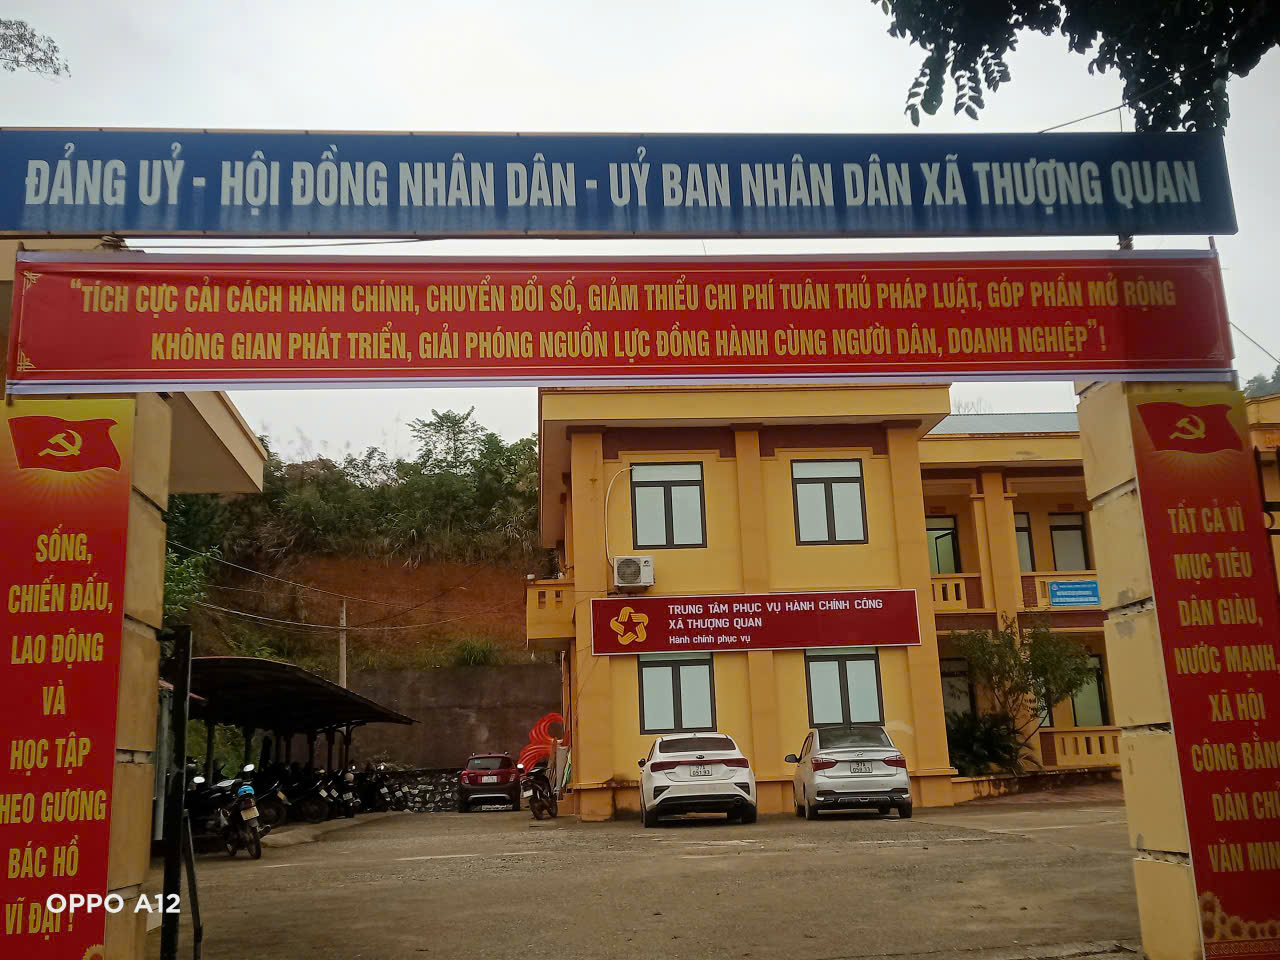 ĐẢNG UỶ - HỘI ĐỒNG NHÂN DÂN - UỶ BAN NHÂN DÂN XÃ THƯỢNG QUAN
"TÍCH CỰC CẢI CÁCH HÀNH CHÍNH, CHUYỂN ĐỔI SỐ, GIẢM THIỂU CHI PHÍ TUÂN THỦ PHÁP LUẬT, GÓP PHẦN MỞ RỘNG
KHÔNG GIAN PHÁT TRIỂN, GIẢI PHÓNG NGUỒN LỰC ĐỒNG HÀNH CÙNG NGƯỜI DÂN, DOANH NGHIỆP"!
SỐNG,
CHIẾN ĐẤU,
LAO ĐỘNG
VÀ
HỌC TẬP
HEO GƯƠNG
BÁC HỒ
VĨ ĐẠI!
TRUNG TÂM PHỤC VỤ HÀNH CHÍNH CÔNG
XÃ THƯỢNG QUAN
Hành chính phục vụ
TẤT CẢ VÌ
MỤC TIÊU
DÂN GIÀU,
NƯỚC MẠNH,
XÃ HỘI
CÔNG BẰNG
DÂN CH
VĂN MIN
97A
051.93
97A
OPPO A12